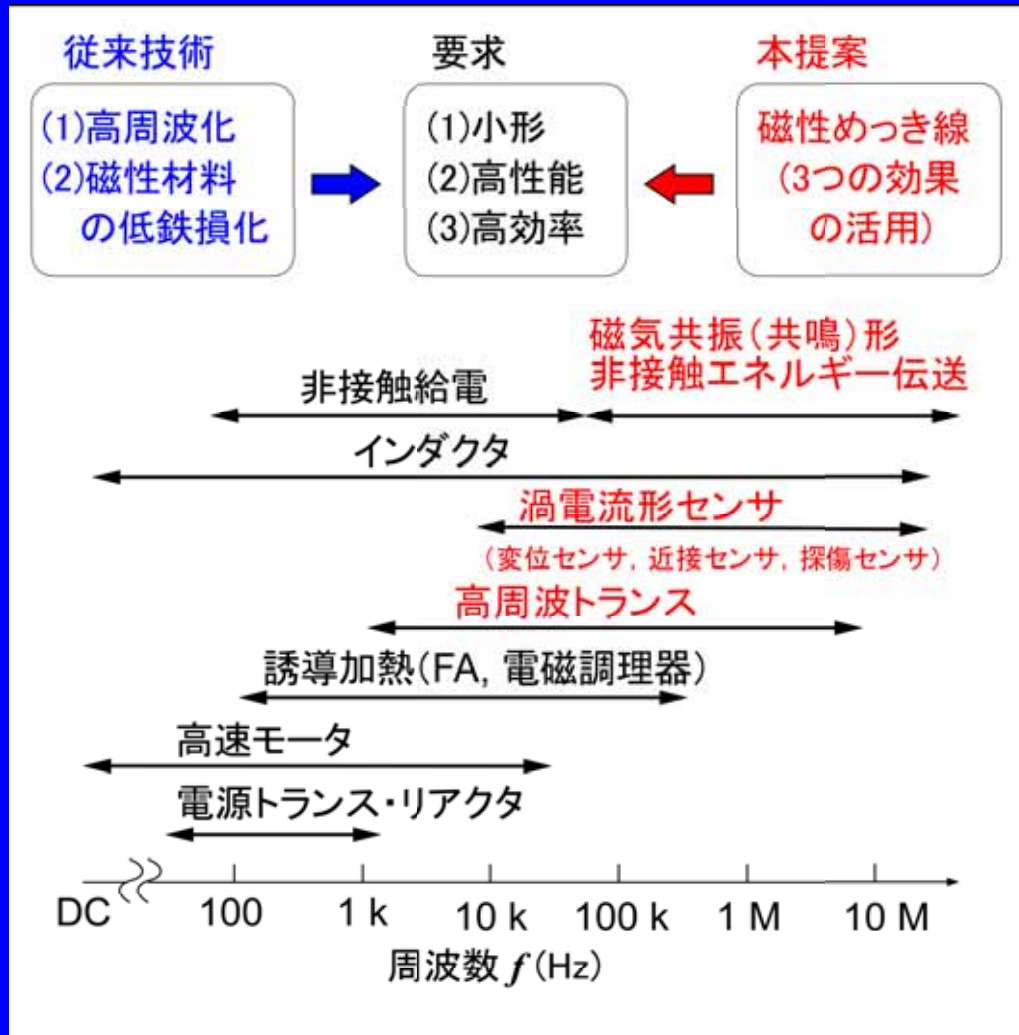 従来技術
(1)高周波化
(2)磁性材料
の低鉄損化
要求
(1)小形
(2)高性能
(3)高効率
本提案
磁性めっき線
(3つの効果
の活用)
磁気共振(共鳴)形
非接触エネルギー伝送
非接触給電
インダクタ
渦電流形センサ
(変位センサ, 近接センサ, 探傷センサ)
高周波トランス
誘導加熱(FA, 電磁調理器)
高速モータ
電源トランス・リアクタ
DC 100 1 k 10 k 100 k 1 M 10 M
周波数 f (Hz)